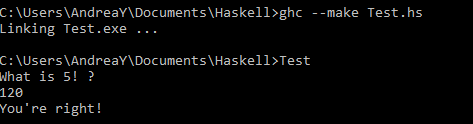 C:\Users\AndreaY\Documents\Haskell>ghc --make Test.hs
Linking Test.exe ...
C:\Users\AndreaY\Documents\Haskell>Test
What is 5! ?
120
You're right!